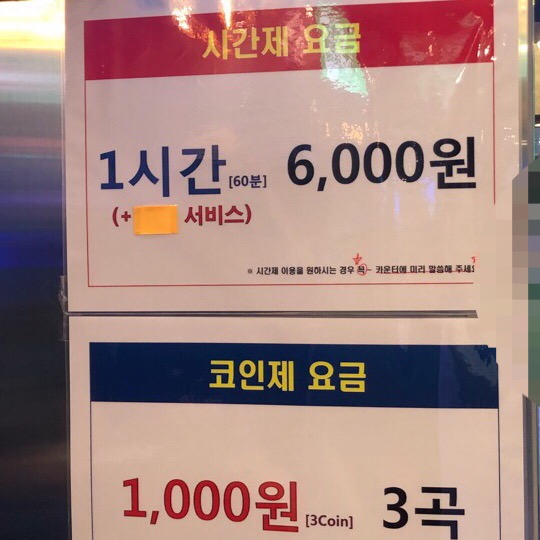 시간제 요금
1시간 [60분] 6,000원
(+ 서비스)
※ 시간제 이용을 원하시는 경우 꼭~ 카운터에 미리 말씀해 주세요
코인제 요금
1,000원 [3Coin] 3곡